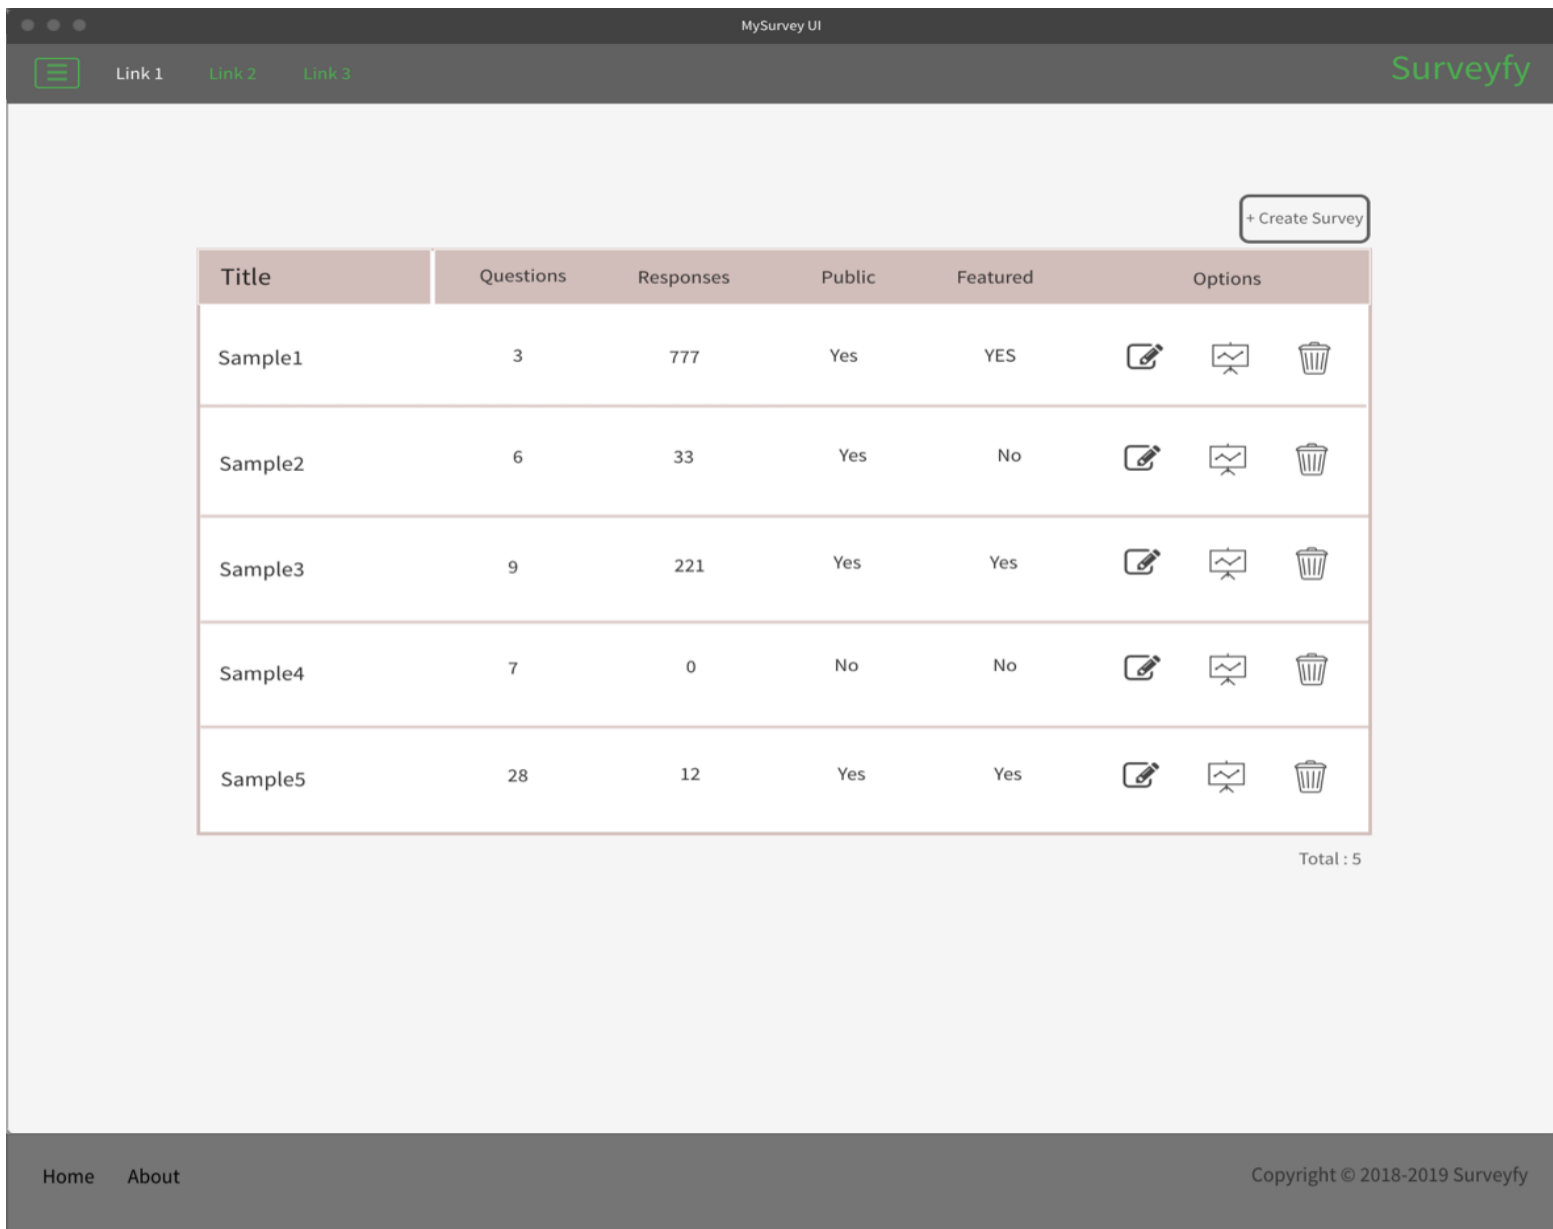 MySurvey UI
Link 1 Link 2 Link 3 Surveyfy
+ Create Survey
Title Questions Responses Public Featured Options
Sample1 3 777 Yes YES
Sample2 6 33 Yes No
Sample3 9 221 Yes Yes
Sample4 7 0 No No
Sample5 28 12 Yes Yes
Total : 5
Home About Copyright © 2018-2019 Surveyfy